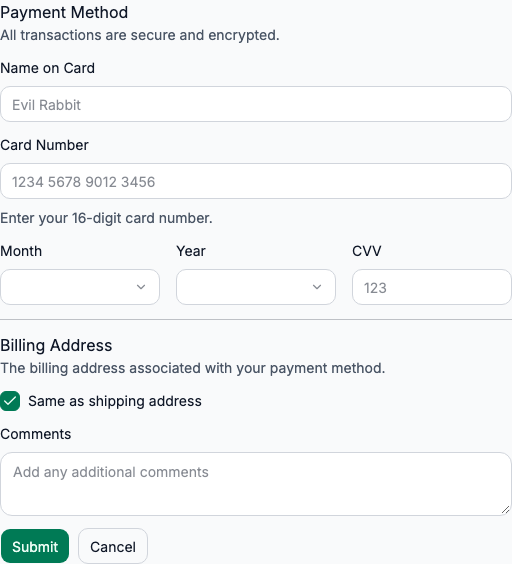 Payment Method
All transactions are secure and encrypted.
Name on Card
Evil Rabbit
Card Number
1234 5678 9012 3456
Enter your 16-digit card number.
Month Year CVV
123
Billing Address
The billing address associated with your payment method.
Same as shipping address
Comments
Add any additional comments
Submit Cancel